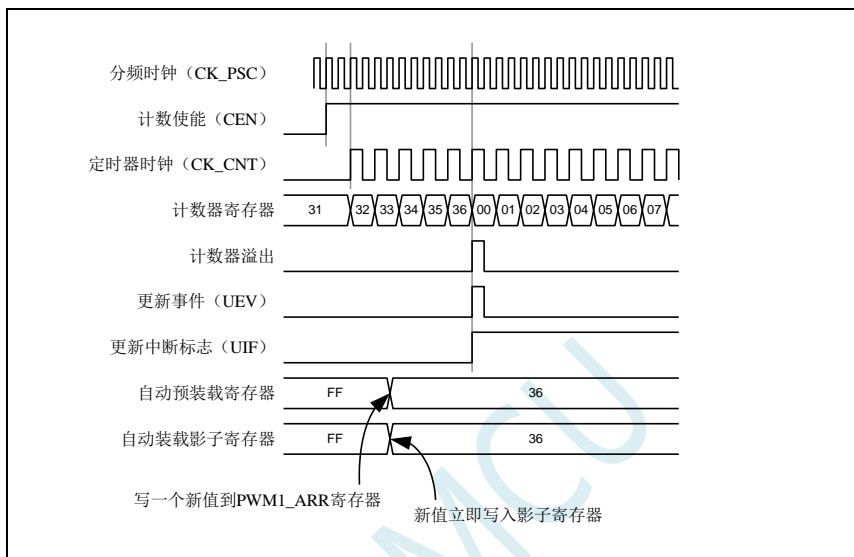 分频时钟（CK_PSC）
计数使能（CEN）
定时器时钟（CK_CNT）
计数器寄存器 31 32 33 34 35 36 00 01 02 03 04 05 06 07
计数器溢出
更新事件（UEV）
更新中断标志（UIF）
自动预装载寄存器 FF 36
自动装载影子寄存器 FF 36
写一个新值到PWM1_ARR寄存器
新值立即写入影子寄存器
MCU